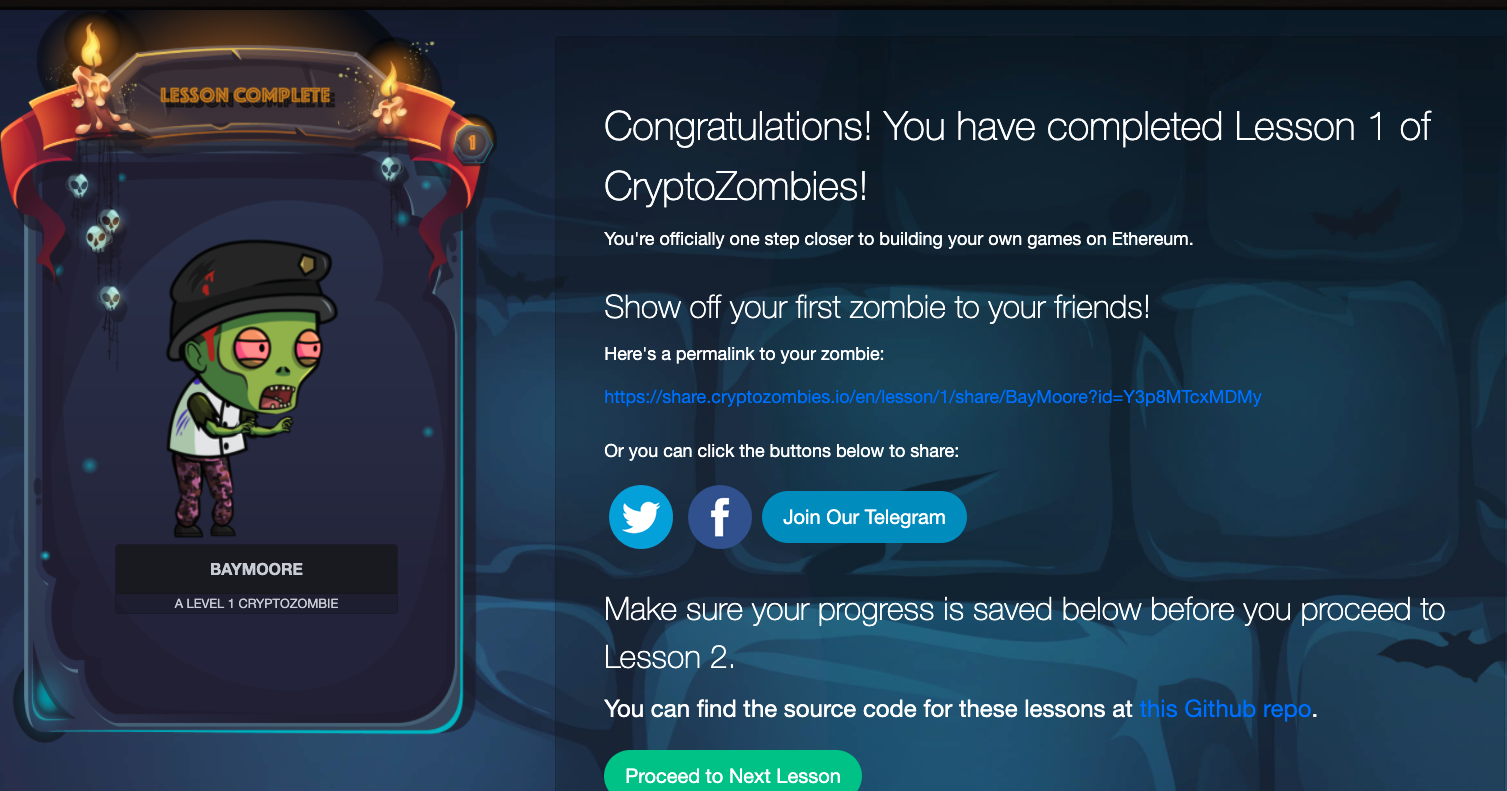 LESSON COMPLETE
1
BAYMOORE
A LEVEL 1 CRYPTOZOMBIE
Congratulations! You have completed Lesson 1 of
CryptoZombies!
You're officially one step closer to building your own games on Ethereum.
Show off your first zombie to your friends!
Here's a permalink to your zombie:
https://share.cryptozombies.io/en/lesson/1/share/BayMoore?id=Y3p8MTcxMDMy
Or you can click the buttons below to share:
Join Our Telegram
Make sure your progress is saved below before you proceed to
Lesson 2.
You can find the source code for these lessons at this Github repo.
Proceed to Next Lesson